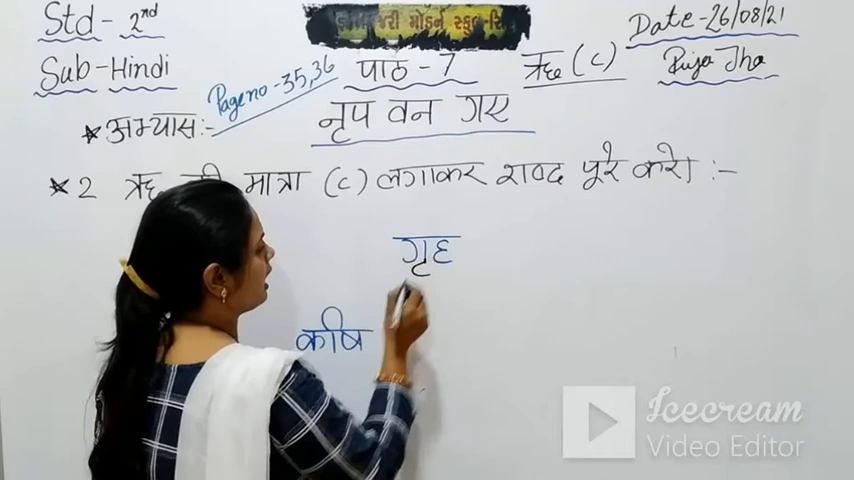 Std - 2nd
Date - 26/08/21
Sub - Hindi
Page no - 35,36
पाठ - 7
ऋ (ृ)
Puja Jha
* अभ्यास :-
नृप वन गए
* 2 ऋ की मात्रा (ृ) लगाकर शब्द पूरे करो :-
गृह
कषि
Icecream
Video Editor